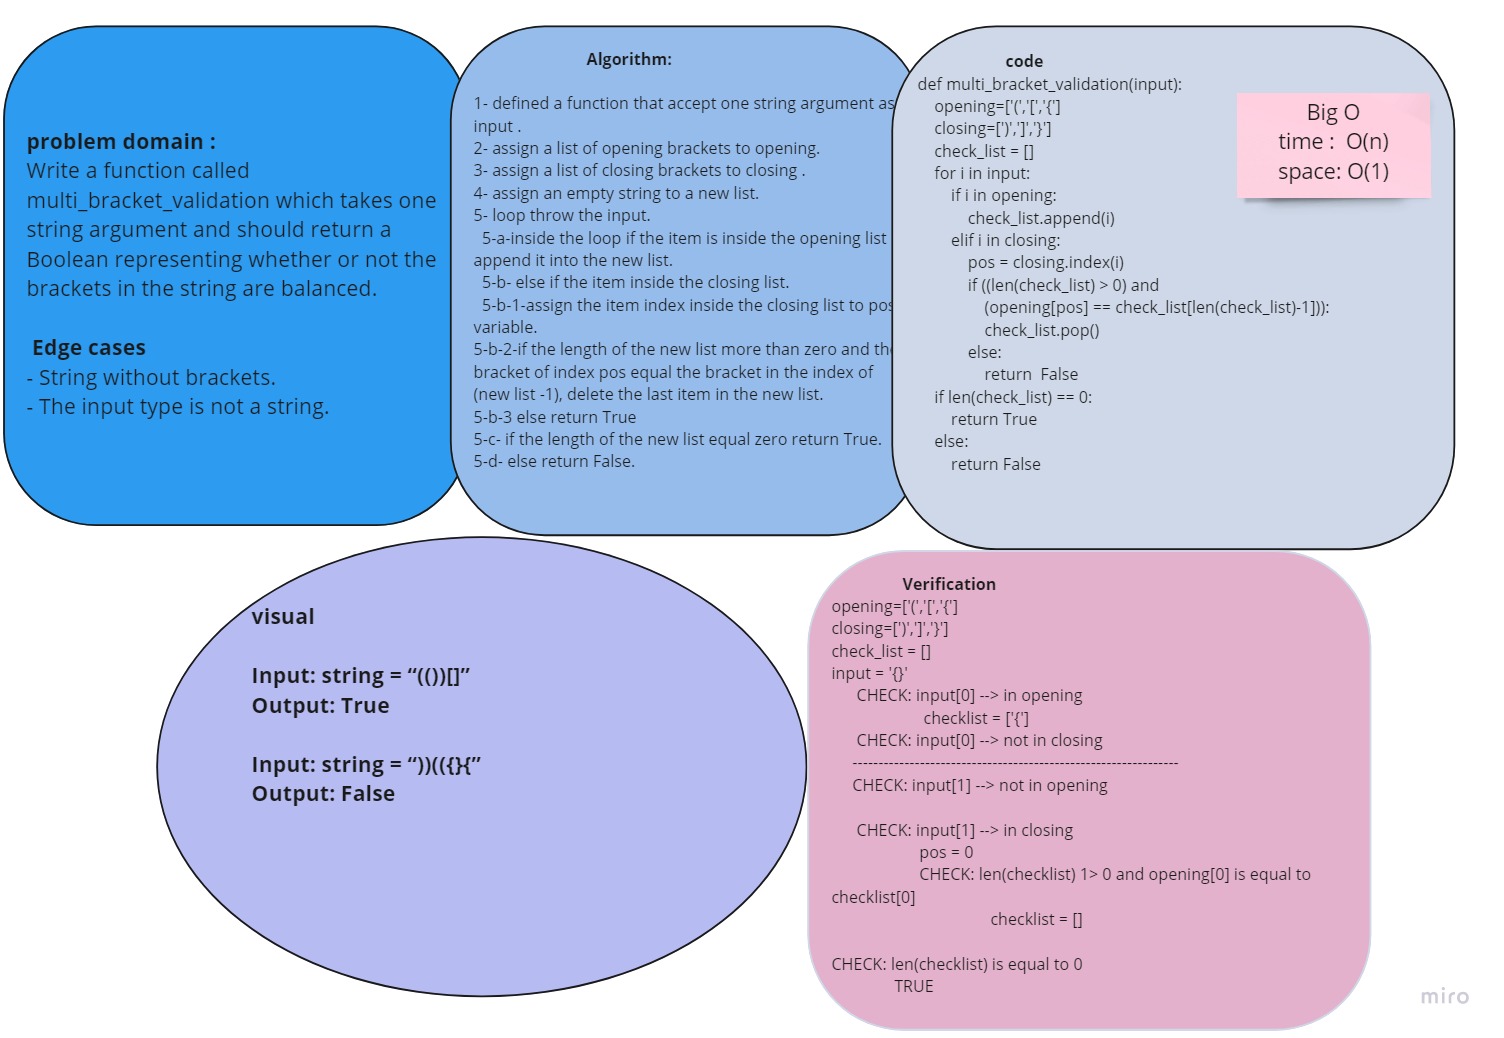 problem domain :
Write a function called
multi_bracket_validation which takes one
string argument and should return a
Boolean representing whether or not the
brackets in the string are balanced.
Edge cases
- String without brackets.
- The input type is not a string.
Algorithm:
1- defined a function that accept one string argument as
input .
2- assign a list of opening brackets to opening.
3- assign a list of closing brackets to closing .
4- assign an empty string to a new list.
5- loop throw the input.
5-a-inside the loop if the item is inside the opening list
append it into the new list.
5-b- else if the item inside the closing list.
5-b-1-assign the item index inside the closing list to pos
variable.
5-b-2-if the length of the new list more than zero and the
bracket of index pos equal the bracket in the index of
(new list -1), delete the last item in the new list.
5-b-3 else return True
5-c- if the length of the new list equal zero return True.
5-d- else return False.
code
def multi_bracket_validation(input):
opening=['(','[','{']
closing=[')',']','}']
check_list = []
for i in input:
if i in opening:
check_list.append(i)
elif i in closing:
pos = closing.index(i)
if ((len(check_list) > 0) and
(opening[pos] == check_list[len(check_list)-1])):
check_list.pop()
else:
return  False
if len(check_list) == 0:
return True
else:
return False
Big O
time :  O(n)
space: O(1)
visual
Input: string = “(())[]”
Output: True
Input: string = “))(({}{”
Output: False
Verification
opening=['(','[','{']
closing=[')',']','}']
check_list = []
input = '{}'
CHECK: input[0] --> in opening
checklist = ['{']
CHECK: input[0] --> not in closing
----------------------------------------------------------------
CHECK: input[1] --> not in opening
CHECK: input[1] --> in closing
pos = 0
CHECK: len(checklist) 1> 0 and opening[0] is equal to
checklist[0]
checklist = []
CHECK: len(checklist) is equal to 0
TRUE
miro